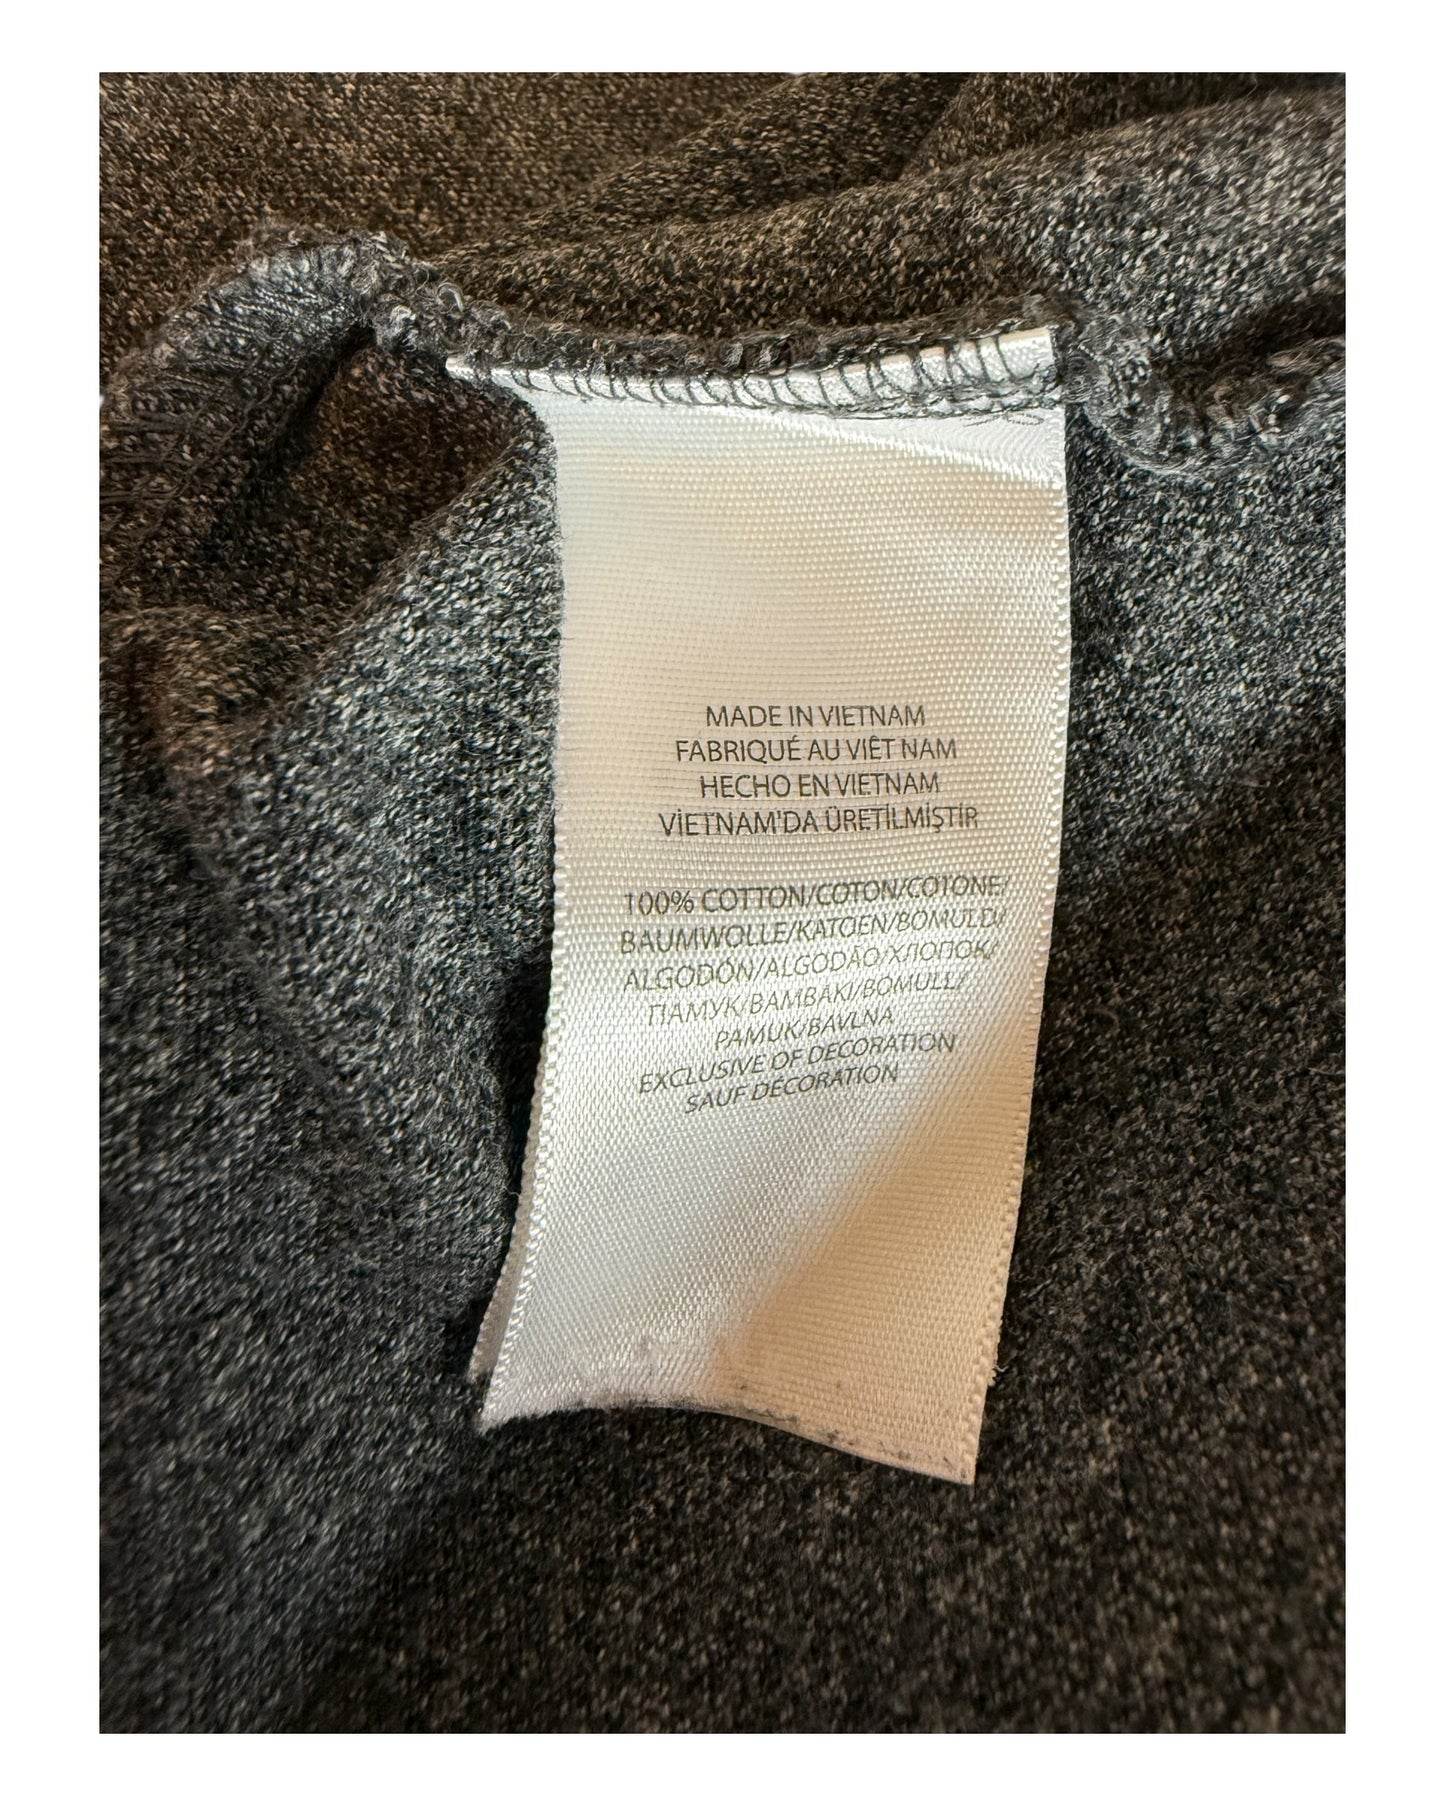 MADE IN VIETNAM
FABRIQUÉ AU VIÊT NAM
HECHO EN VIETNAM
VİETNAM'DA ÜRETİLMİŞTİR
100% COTTON/COTON/COTONE/
BAUMWOLLE/KATOEN/BOMULD/
ALGODÓN/ALGODÃO/ХЛОПОК/
ПАМУК/BAMBAKI/BOMULL/
PAMUK/BAVLNA
EXCLUSIVE OF DECORATION
SAUF DÉCORATION